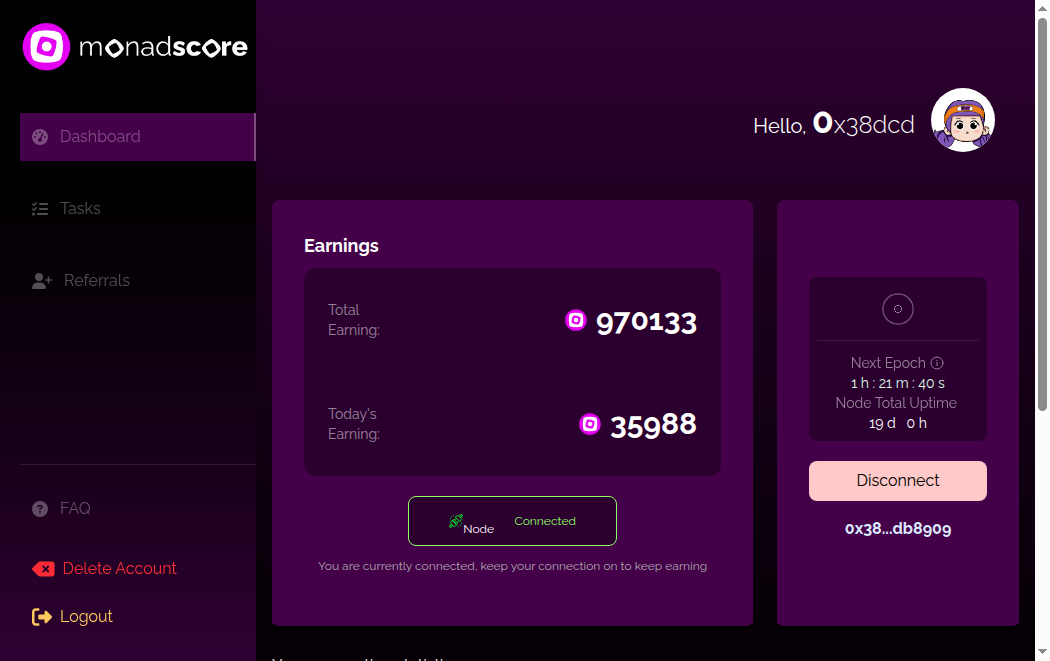 monadscore
Dashboard
Tasks
Referrals
FAQ
Delete Account
Logout
Hello, 0x38dcd
Earnings
Total
Earning:
970133
Today's
Earning:
35988
Node
Connected
You are currently connected, keep your connection on to keep earning
Next Epoch
1 h : 21 m : 40 s
Node Total Uptime
19 d 0 h
Disconnect
0x38...db8909